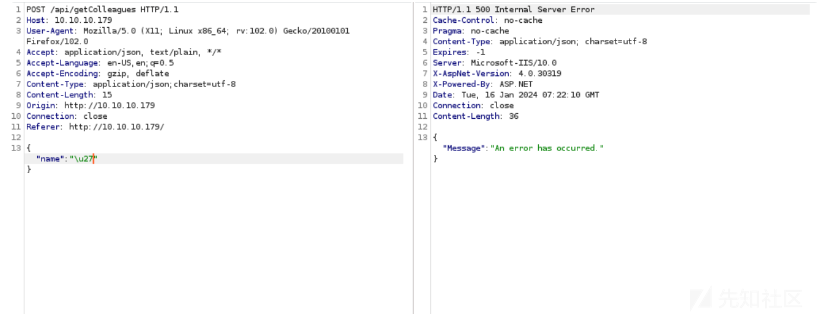 1 POST /api/getColleagues HTTP/1.1
2 Host: 10.10.10.179
3 User-Agent: Mozilla/5.0 (X11; Linux x86_64; rv:102.0) Gecko/20100101
Firefox/102.0
4 Accept: application/json, text/plain, */*
5 Accept-Language: en-US,en;q=0.5
6 Accept-Encoding: gzip, deflate
7 Content-Type: application/json;charset=utf-8
8 Content-Length: 15
9 Origin: http://10.10.10.179
10 Connection: close
11 Referer: http://10.10.10.179/
12
13 {
"name":"\u27"
}
1 HTTP/1.1 500 Internal Server Error
2 Cache-Control: no-cache
3 Pragma: no-cache
4 Content-Type: application/json; charset=utf-8
5 Expires: -1
6 Server: Microsoft-IIS/10.0
7 X-AspNet-Version: 4.0.30319
8 X-Powered-By: ASP.NET
9 Date: Tue, 16 Jan 2024 07:22:10 GMT
10 Connection: close
11 Content-Length: 36
12
13 {
"Message":"An error has occurred."
}
先知社区